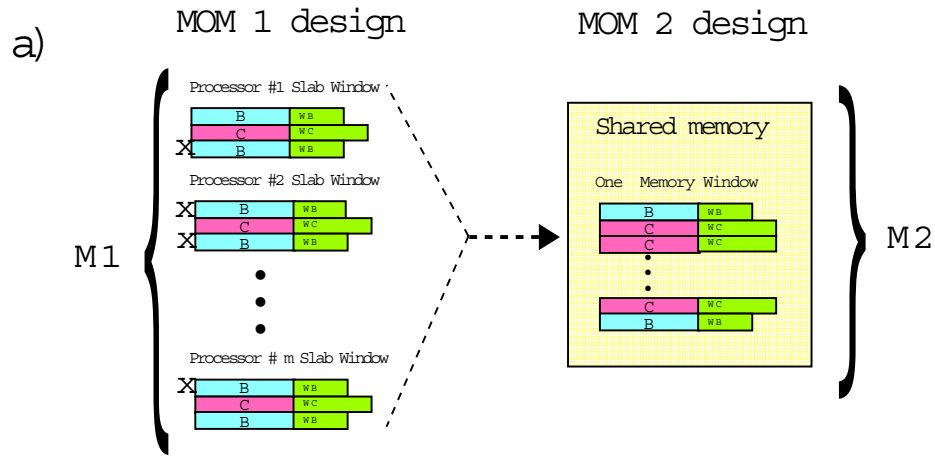 MOM 1 design
MOM 2 design
a)
Processor #1 Slab Window
B WB
C WC
X B WB
Processor #2 Slab Window
X B WB
C WC
X B WB
Processor # m Slab Window
X B WB
C WC
B WB
M1
Shared memory
One Memory Window
B WB
C WC
C WC
C WC
B WB
M2